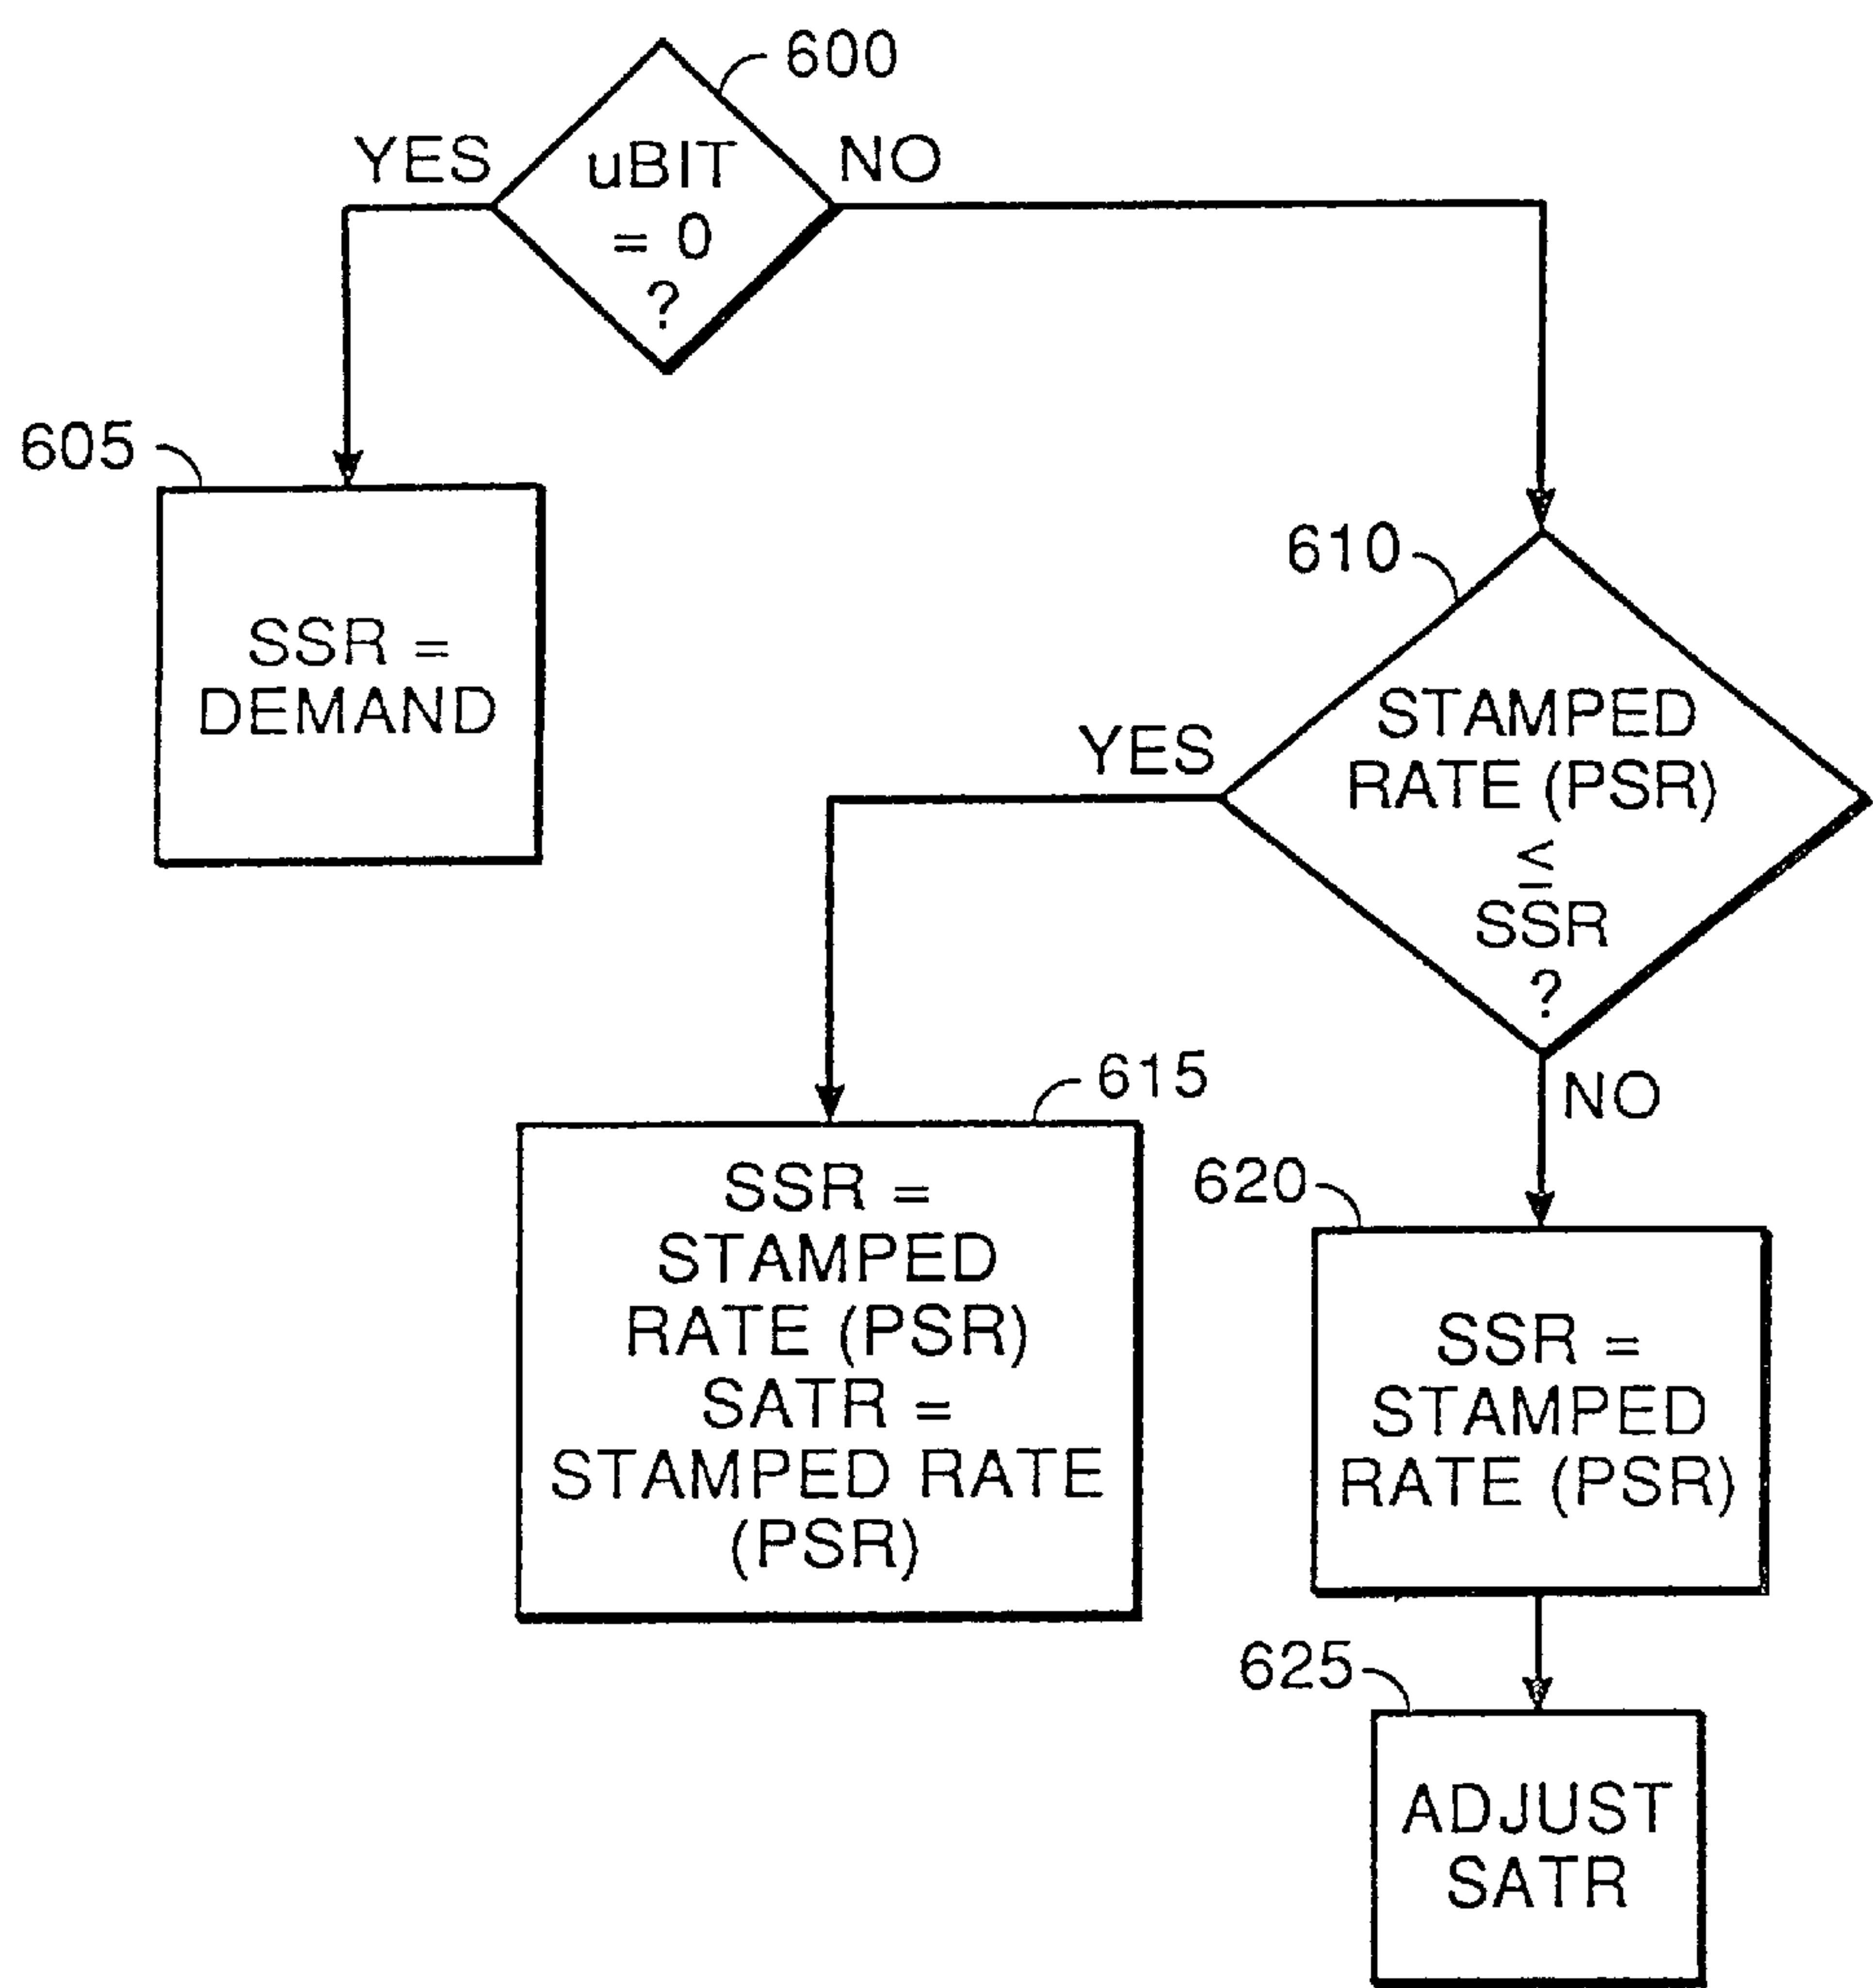 600
YES
uBIT
= 0
?
NO
605
SSR =
DEMAND
610
STAMPED
RATE (PSR)
≤
SSR
?
YES
NO
615
SSR =
STAMPED
RATE (PSR)
SATR =
STAMPED RATE
(PSR)
620
SSR =
STAMPED
RATE (PSR)
625
ADJUST
SATR